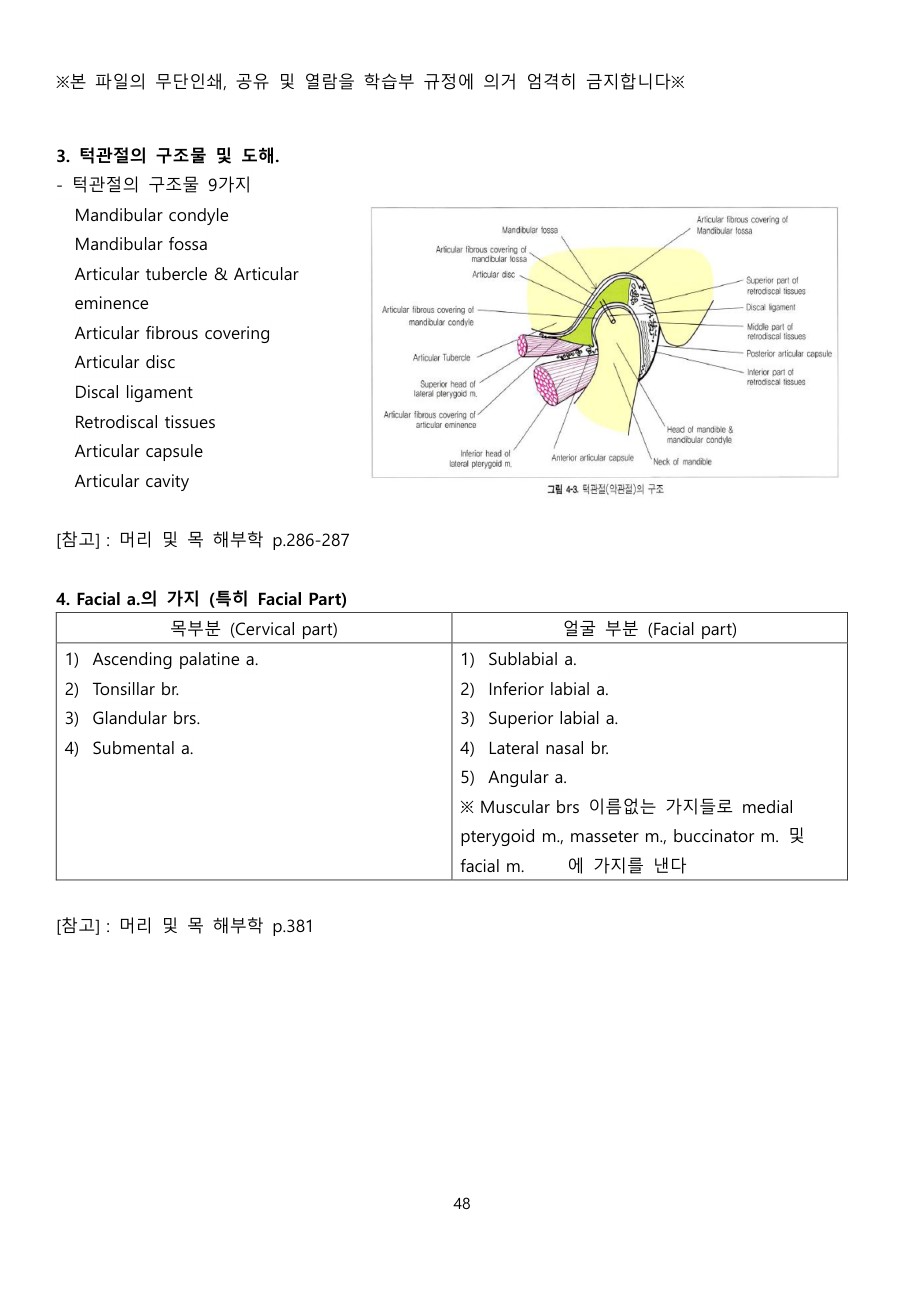 ※본 파일의 무단인쇄, 공유 및 열람을 학습부 규정에 의거 엄격히 금지합니다※
3. 턱관절의 구조물 및 도해.
- 턱관절의 구조물 9가지
Mandibular condyle
Mandibular fossa
Articular tubercle & Articular
eminence
Articular fibrous covering
Articular disc
Discal ligament
Retrodiscal tissues
Articular capsule
Articular cavity
Mandibular fossa
Articular fibrous covering of
mandibular fossa
Articular disc
Articular fibrous covering of
mandibular condyle
Articular Tubercle
Superior head of
lateral pterygoid m.
Articular fibrous covering of
articular eminence
Inferior head of
lateral pterygoid m.
Anterior articular capsule
Articular fibrous covering of
Mandibular fossa
Superior part of
retrodiscal tissues
Discal ligament
Middle part of
retrodiscal tissues
Posterior articular capsule
Inferior part of
retrodiscal tissues
Head of mandible &
mandibular condyle
Neck of mandible
그림 4-3. 턱관절(악관절)의 구조
[참고] : 머리 및 목 해부학 p.286-287
4. Facial a.의 가지 (특히 Facial Part)
목부분 (Cervical part)
1) Ascending palatine a.
2) Tonsillar br.
3) Glandular brs.
4) Submental a.
얼굴 부분 (Facial part)
1) Sublabial a.
2) Inferior labial a.
3) Superior labial a.
4) Lateral nasal br.
5) Angular a.
※ Muscular brs 이름없는 가지들로 medial
pterygoid m., masseter m., buccinator m. 및
facial m. 에 가지를 낸다
[참고] : 머리 및 목 해부학 p.381
48